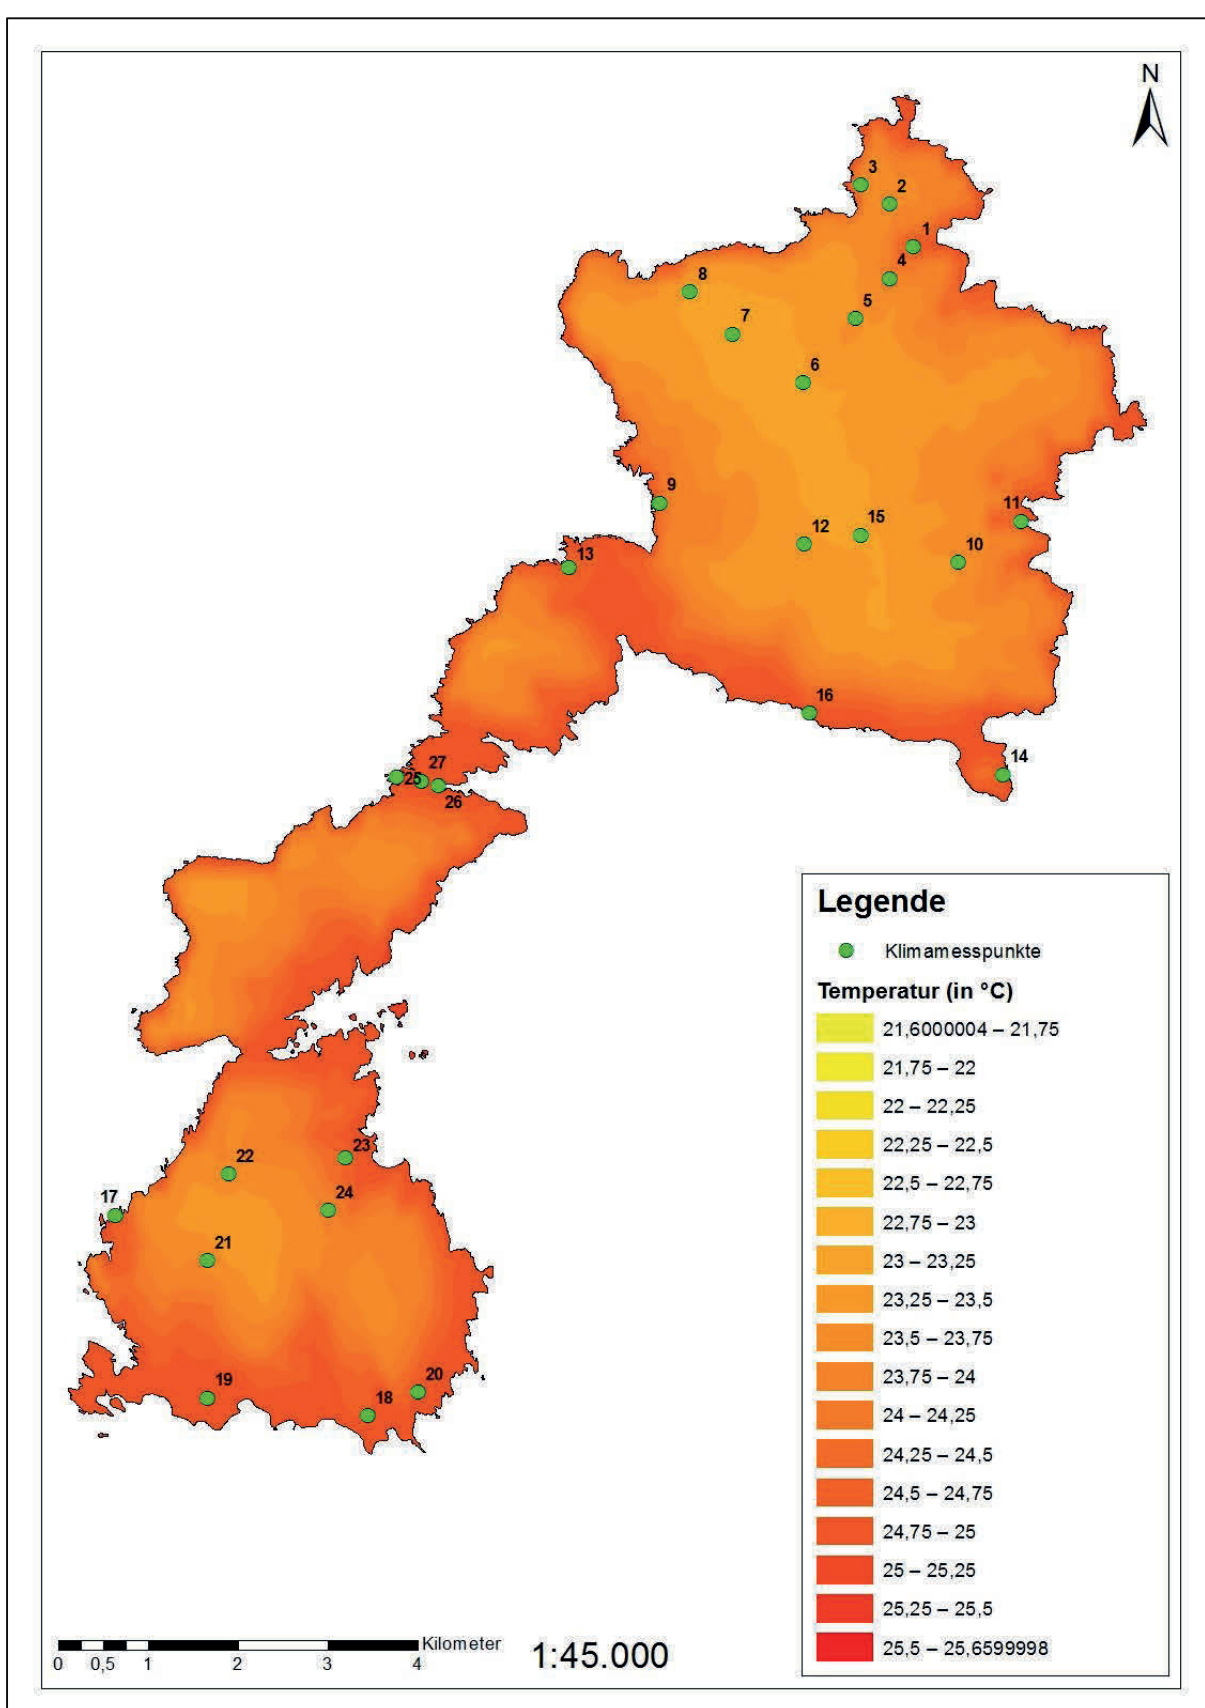 N
3
2
1
4
8
5
7
6
9
11
12
15
10
13
16
14
27
25
26
Legende
Klimamesspunkte
Temperatur (in °C)
21,6000004 – 21,75
21,75 – 22
22 – 22,25
22,25 – 22,5
22,5 – 22,75
22,75 – 23
23 – 23,25
23,25 – 23,5
23,5 – 23,75
23,75 – 24
24 – 24,25
24,25 – 24,5
24,5 – 24,75
24,75 – 25
25 – 25,25
25,25 – 25,5
25,5 – 25,6599998
23
22
17
24
21
19
20
18
Kilometer
0 0,5 1 2 3 4
1:45.000